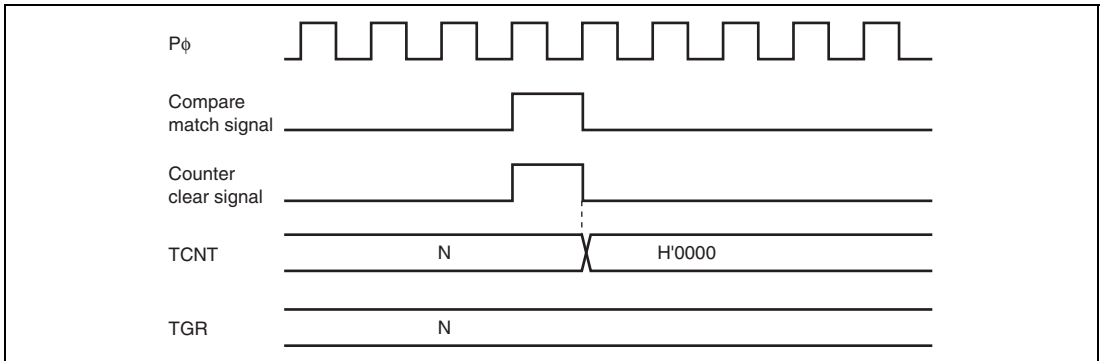 Pϕ
Compare
match signal
Counter
clear signal
TCNT
N
H'0000
TGR
N